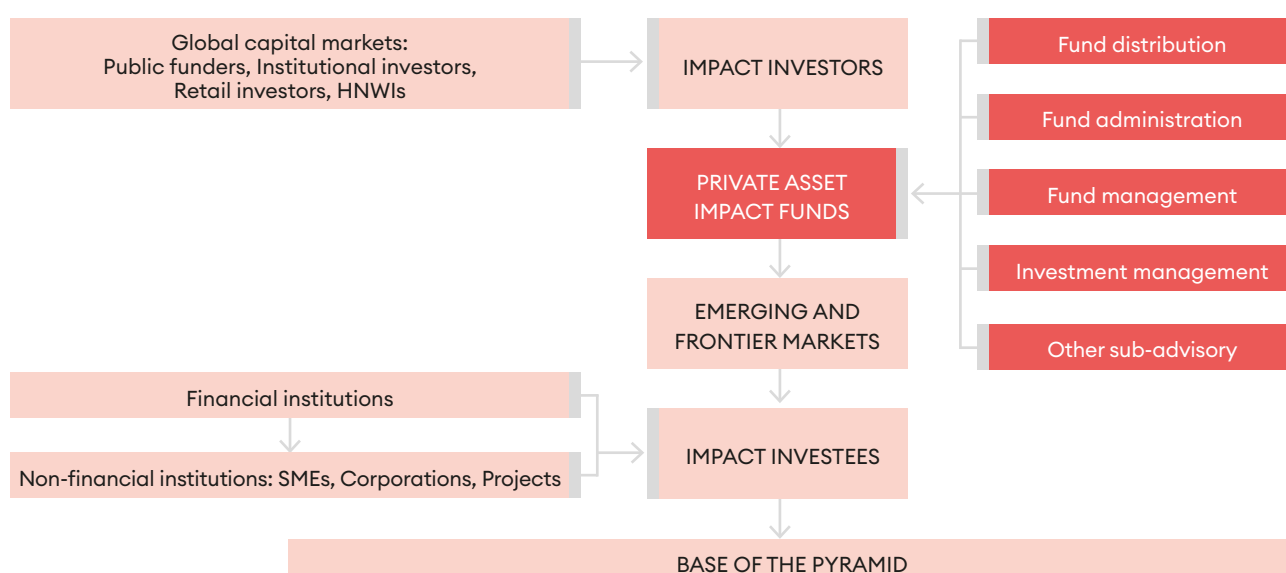 Global capital markets:
Public funders, Institutional investors,
Retail investors, HNWIs
IMPACT INVESTORS
Fund distribution
Fund administration
PRIVATE ASSET
IMPACT FUNDS
Fund management
Investment management
EMERGING AND
FRONTIER MARKETS
Other sub-advisory
Financial institutions
IMPACT INVESTEES
Non-financial institutions: SMEs, Corporations, Projects
BASE OF THE PYRAMID